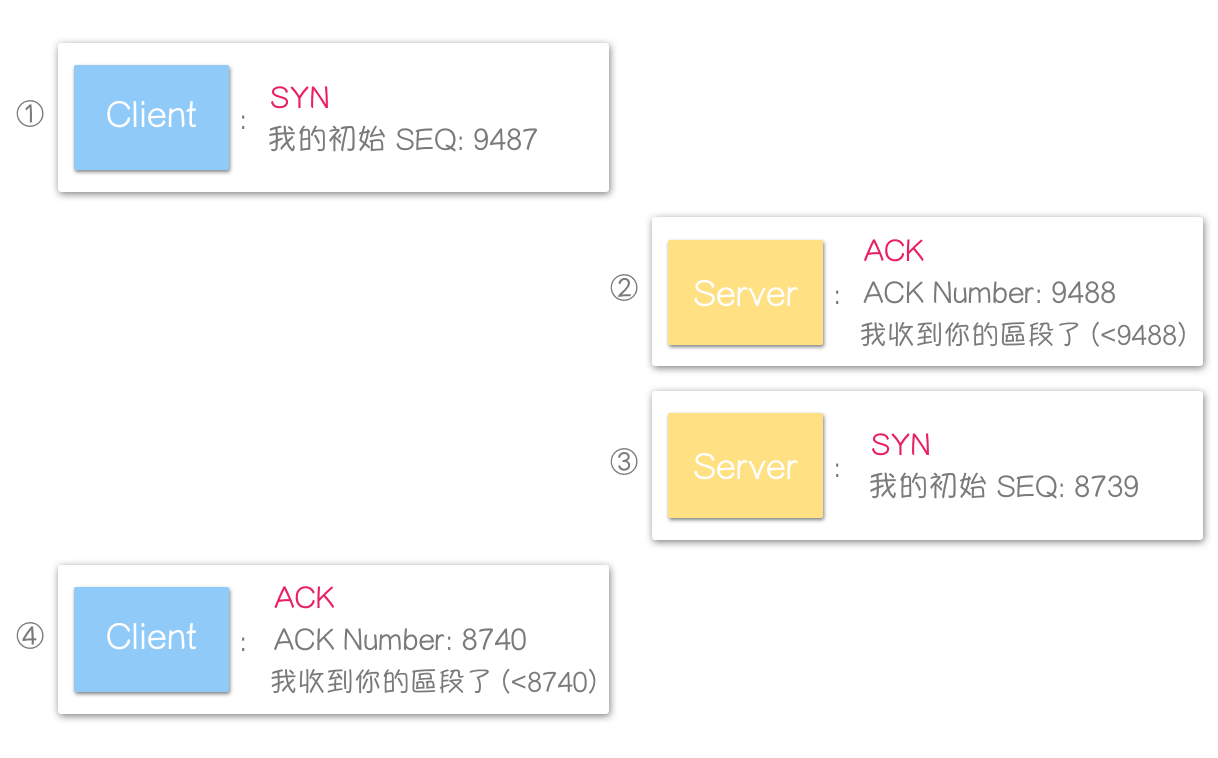 ①
Client
:
SYN
我的初始 SEQ: 9487
②
Server
:
ACK
ACK Number: 9488
我收到你的區段了 (<9488)
③
Server
:
SYN
我的初始 SEQ: 8739
④
Client
:
ACK
ACK Number: 8740
我收到你的區段了 (<8740)